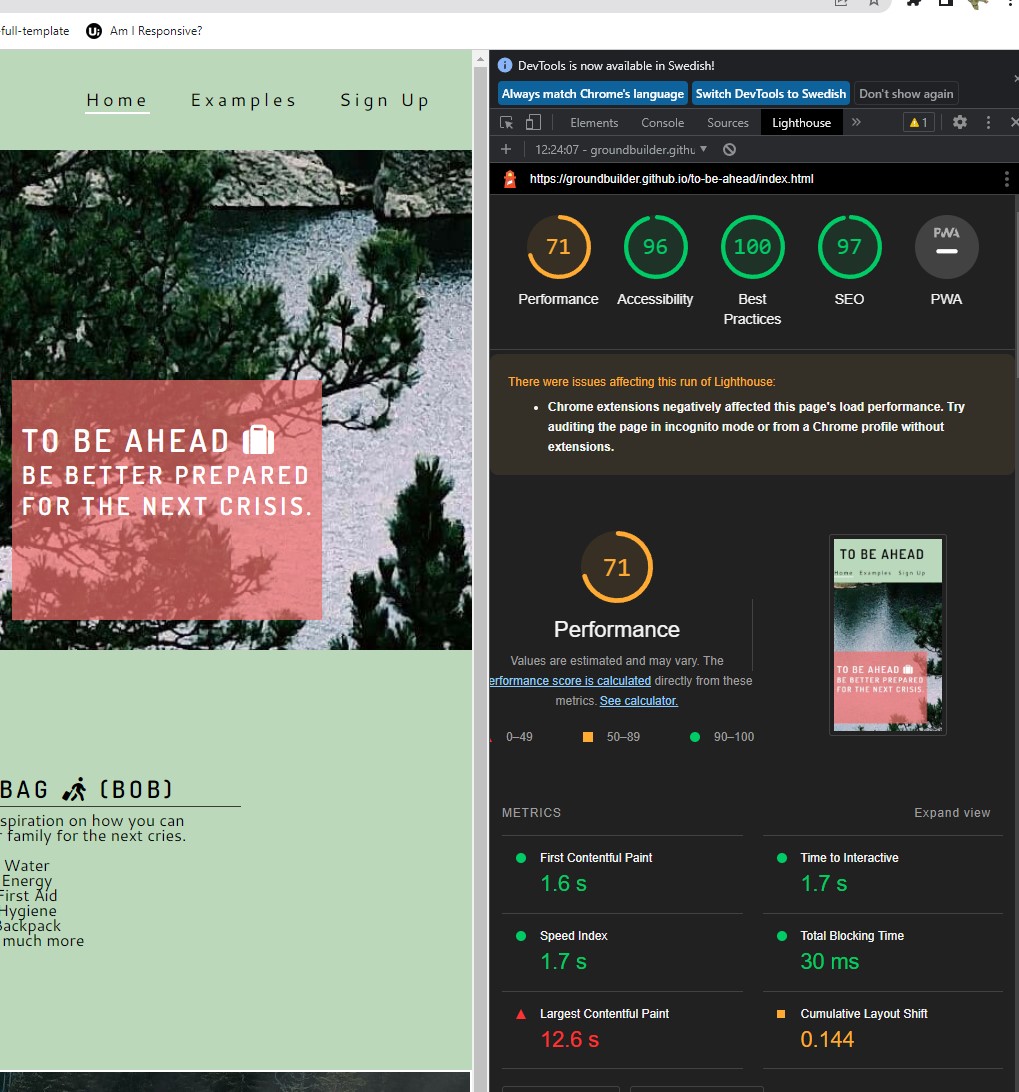 -full-template
Ui
Am I Responsive?
Home Examples Sign Up
TO BE AHEAD
BE BETTER PREPARED
FOR THE NEXT CRISIS.
BAG (BOB)
spiration on how you can
r family for the next cries.
Water
Energy
First Aid
Hygiene
Backpack
much more
DevTools is now available in Swedish!
Always match Chrome's language Switch DevTools to Swedish Don't show again
Elements Console Sources Lighthouse » 1
+ 12:24:07 - groundbuilder.githu
https://groundbuilder.github.io/to-be-ahead/index.html
71 96 100 97 PWA
Performance Accessibility Best Practices SEO PWA
There were issues affecting this run of Lighthouse:
• Chrome extensions negatively affected this page's load performance. Try
auditing the page in incognito mode or from a Chrome profile without
extensions.
71
Performance
Values are estimated and may vary. The
erformance score is calculated directly from these
metrics. See calculator.
0–49 50–89 90–100
TO BE AHEAD
Home Examples Sign Up
TO BE AHEAD
BE BETTER PREPARED
FOR THE NEXT CRISIS.
METRICS Expand view
First Contentful Paint Time to Interactive
1.6 s 1.7 s
Speed Index Total Blocking Time
1.7 s 30 ms
Largest Contentful Paint Cumulative Layout Shift
12.6 s 0.144